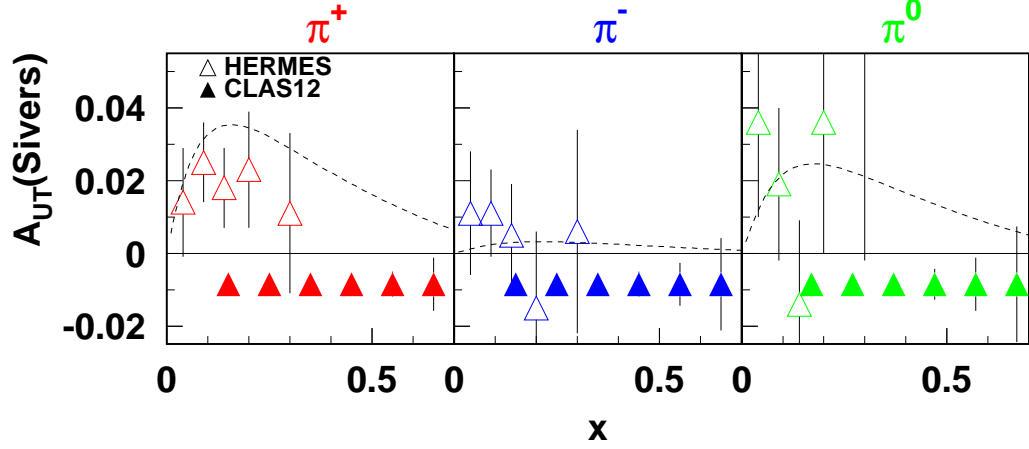 π+ π- π0
HERMES
CLAS12
A_UT(Sivers)
0.04
0.02
0
-0.02
0 0.5 0 0.5 0 0.5
x